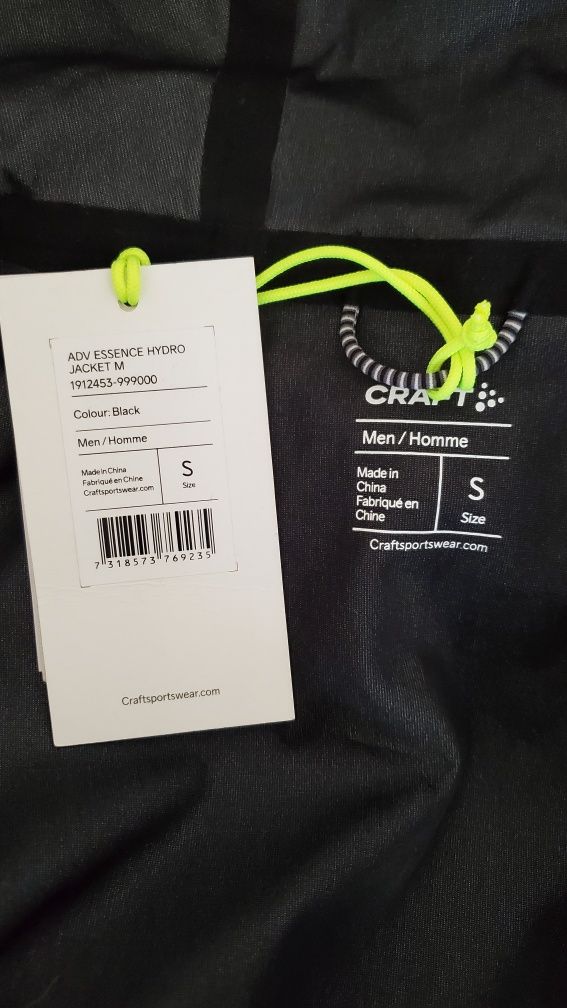 ADV ESSENCE HYDRO
JACKET M
1912453-999000
Colour: Black
Men / Homme
Made in China
Fabriqué en Chine
Craftsportswear.com
S
Size
7 318573 769235
Craftsportswear.com
CRAFT
Men / Homme
Made in
China
Fabriqué en
Chine
S
Size
Craftsportswear.com